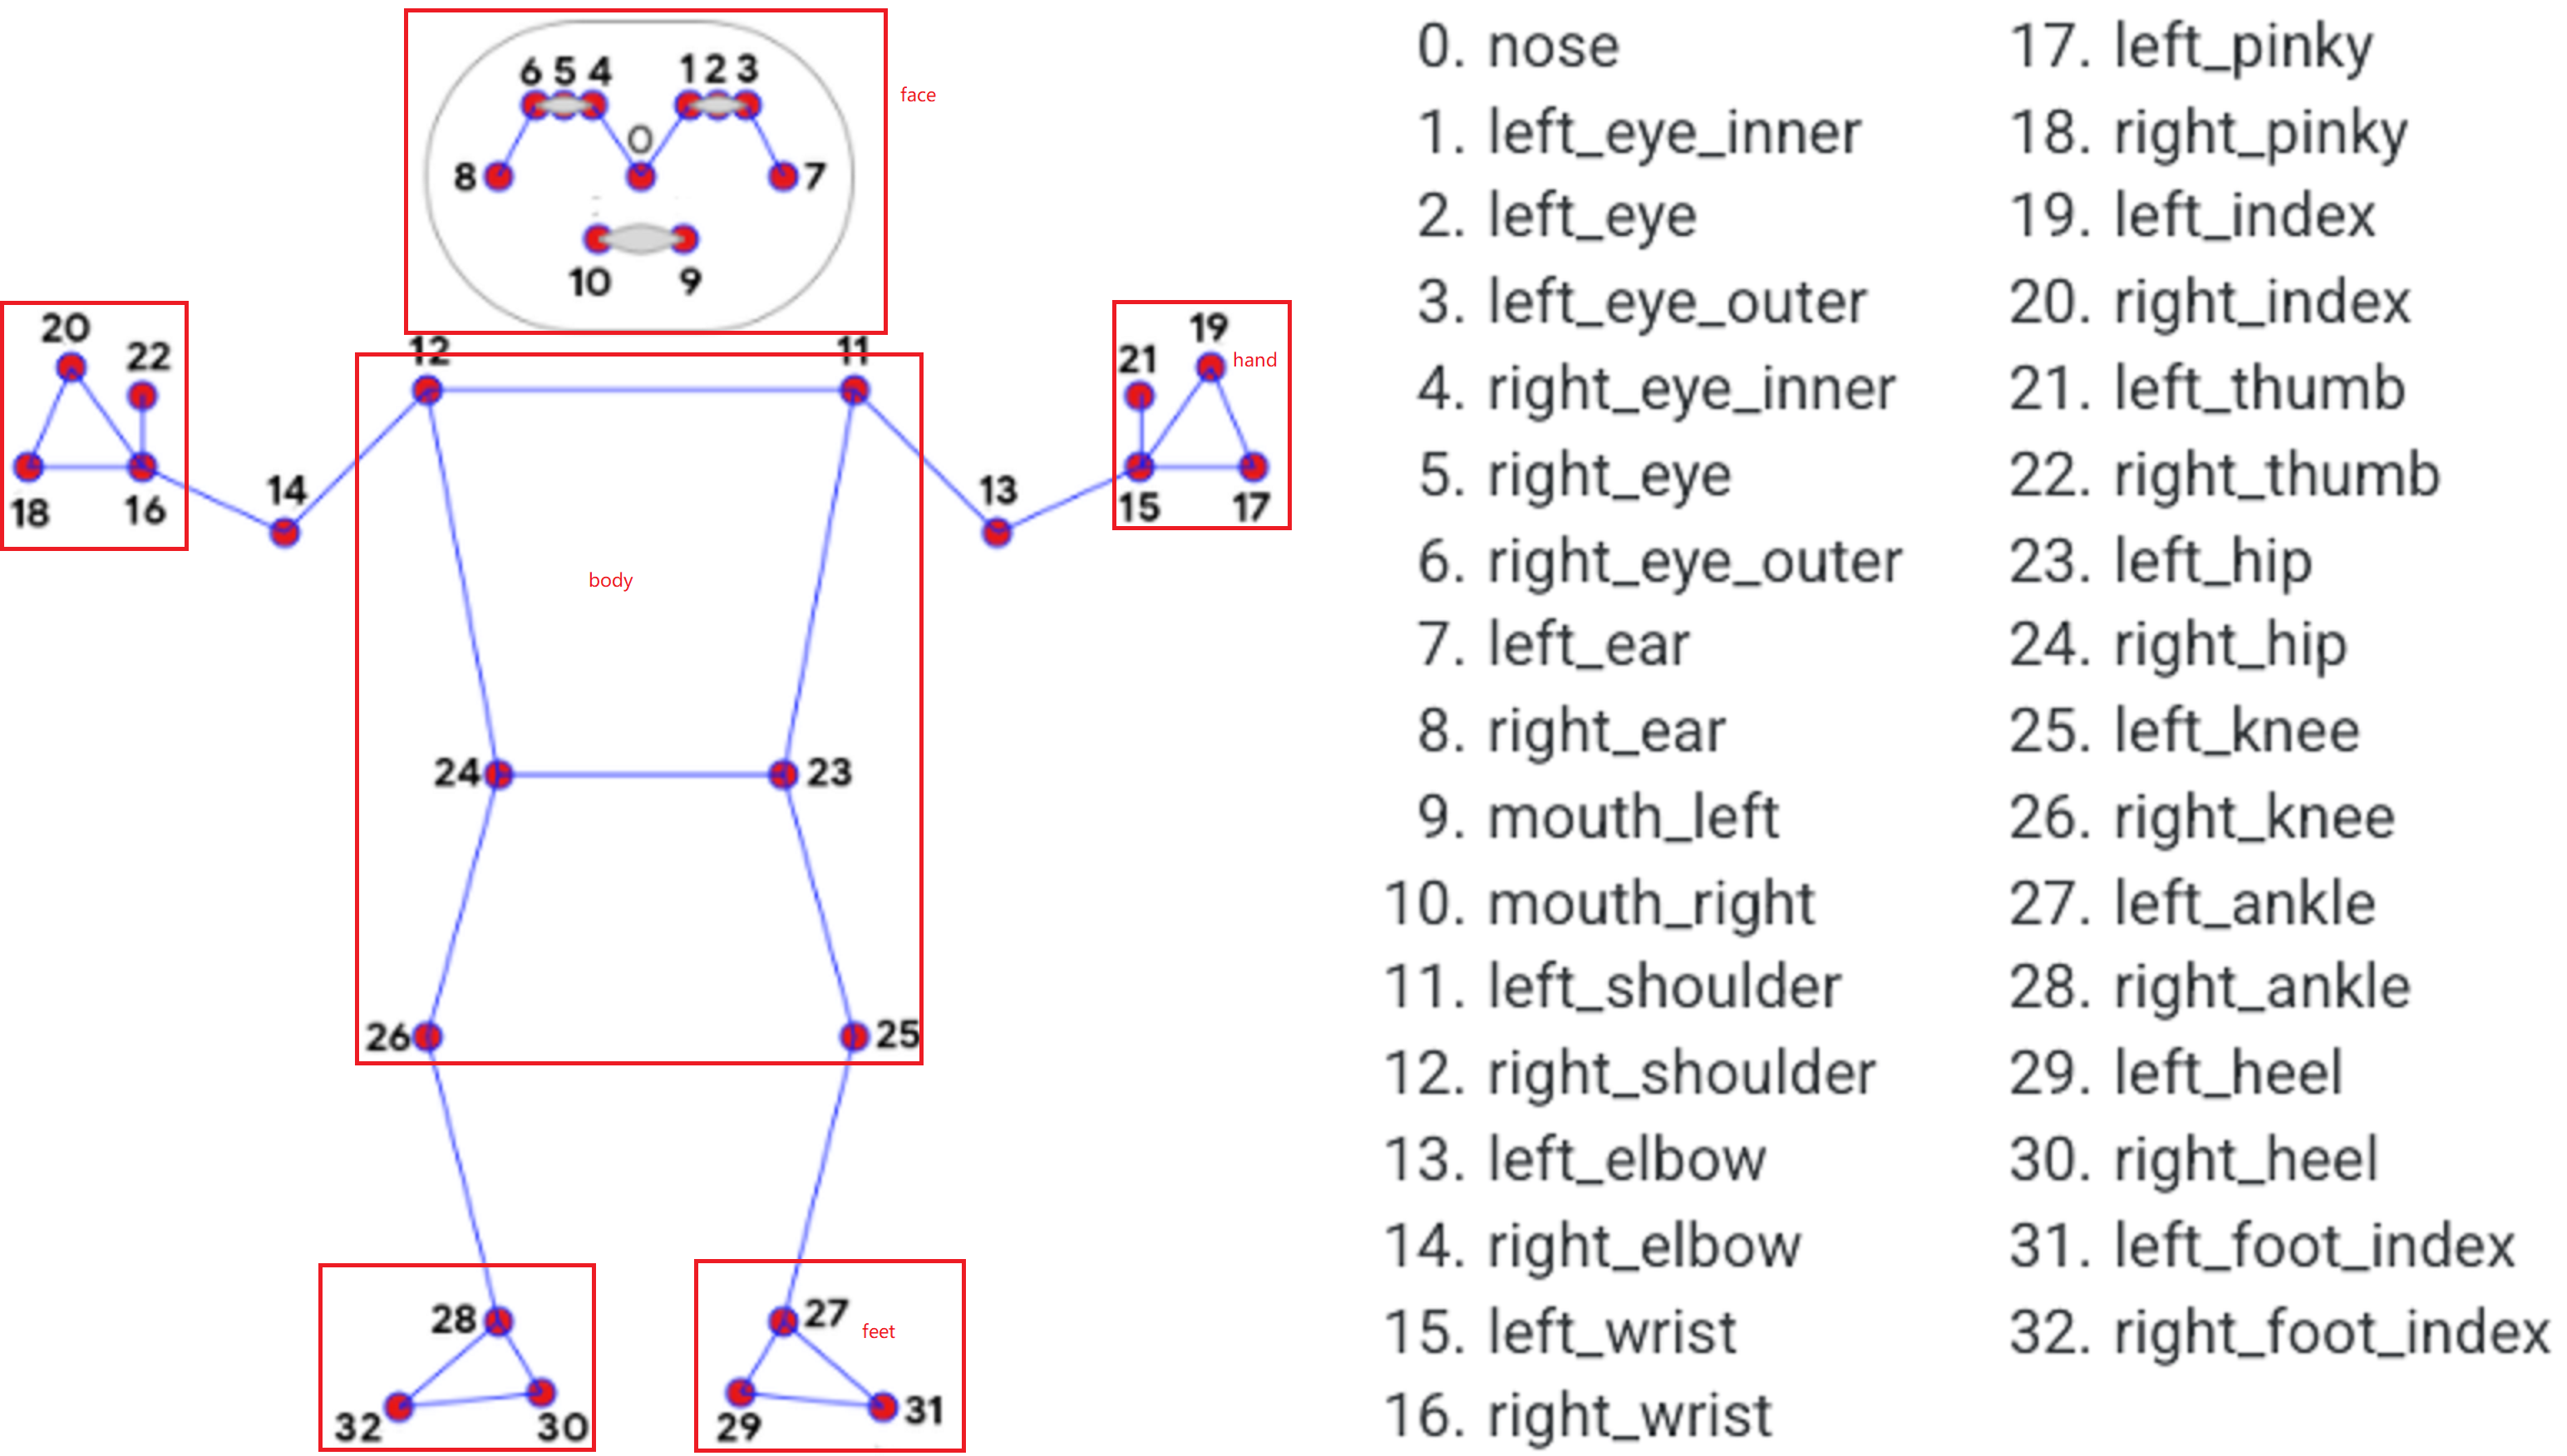 6 5 4 1 2 3
face
0
8 7
10 9
20
22
12 11
19
21 hand
18 16
14
13
15 17
body
24 23
26 25
28 27
feet
32 30 29 31
0. nose
1. left_eye_inner
2. left_eye
3. left_eye_outer
4. right_eye_inner
5. right_eye
6. right_eye_outer
7. left_ear
8. right_ear
9. mouth_left
10. mouth_right
11. left_shoulder
12. right_shoulder
13. left_elbow
14. right_elbow
15. left_wrist
16. right_wrist
17. left_pinky
18. right_pinky
19. left_index
20. right_index
21. left_thumb
22. right_thumb
23. left_hip
24. right_hip
25. left_knee
26. right_knee
27. left_ankle
28. right_ankle
29. left_heel
30. right_heel
31. left_foot_index
32. right_foot_index